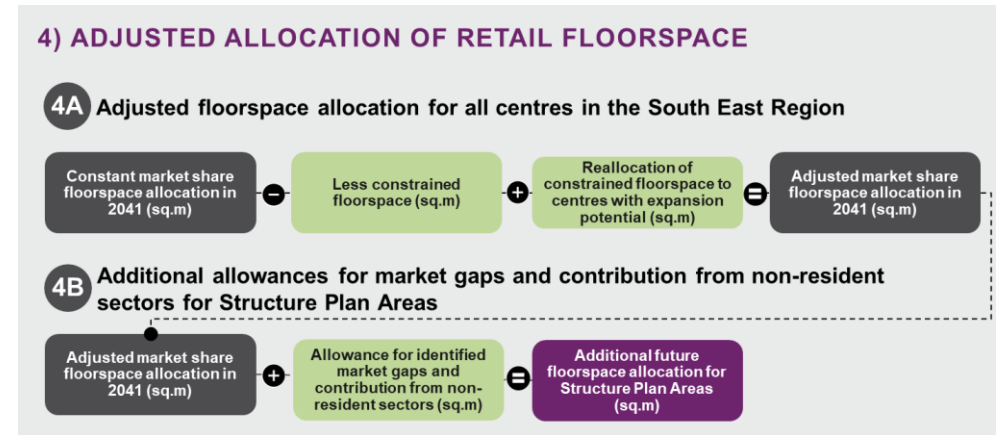 4) ADJUSTED ALLOCATION OF RETAIL FLOORSPACE
4A Adjusted floorspace allocation for all centres in the South East Region
Constant market share
floorspace allocation in
2041 (sq.m)
−
Less constrained
floorspace (sq.m)
+
Reallocation of
constrained floorspace to
centres with expansion
potential (sq.m)
=
Adjusted market share
floorspace allocation in
2041 (sq.m)
4B Additional allowances for market gaps and contribution from non-resident
sectors for Structure Plan Areas
Adjusted market share
floorspace allocation in
2041 (sq.m)
+
Allowance for identified
market gaps and
contribution from non-
resident sectors (sq.m)
=
Additional future
floorspace allocation for
Structure Plan Areas
(sq.m)